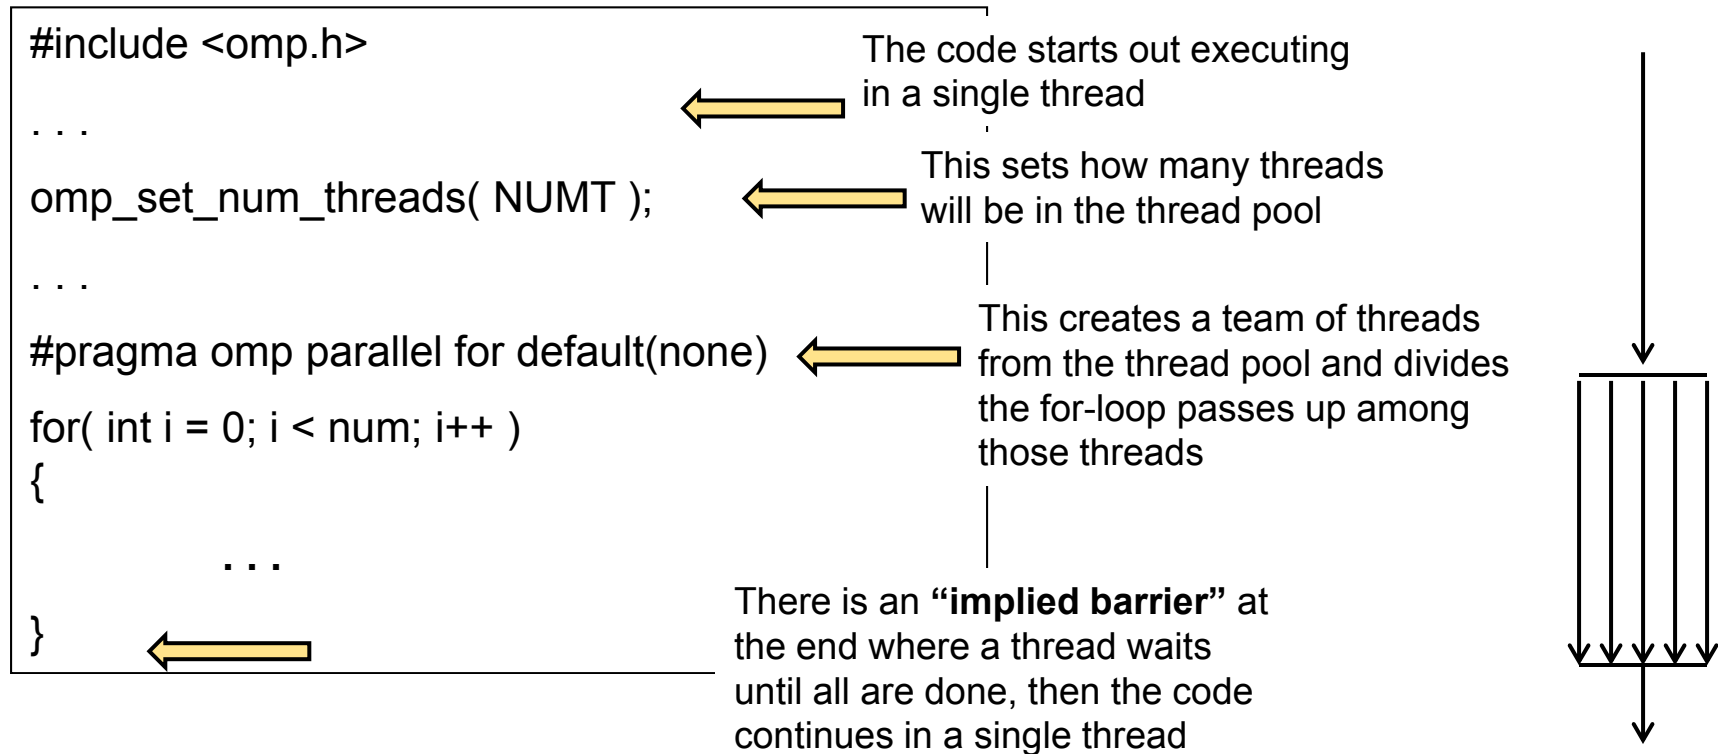 #include <omp.h>
The code starts out executing
in a single thread
. . .
This sets how many threads
will be in the thread pool
omp_set_num_threads( NUMT );
. . .
#pragma omp parallel for default(none)
This creates a team of threads
from the thread pool and divides
the for-loop passes up among
those threads
for( int i = 0; i < num; i++ )
{
. . .
}
There is an “implied barrier” at
the end where a thread waits
until all are done, then the code
continues in a single thread